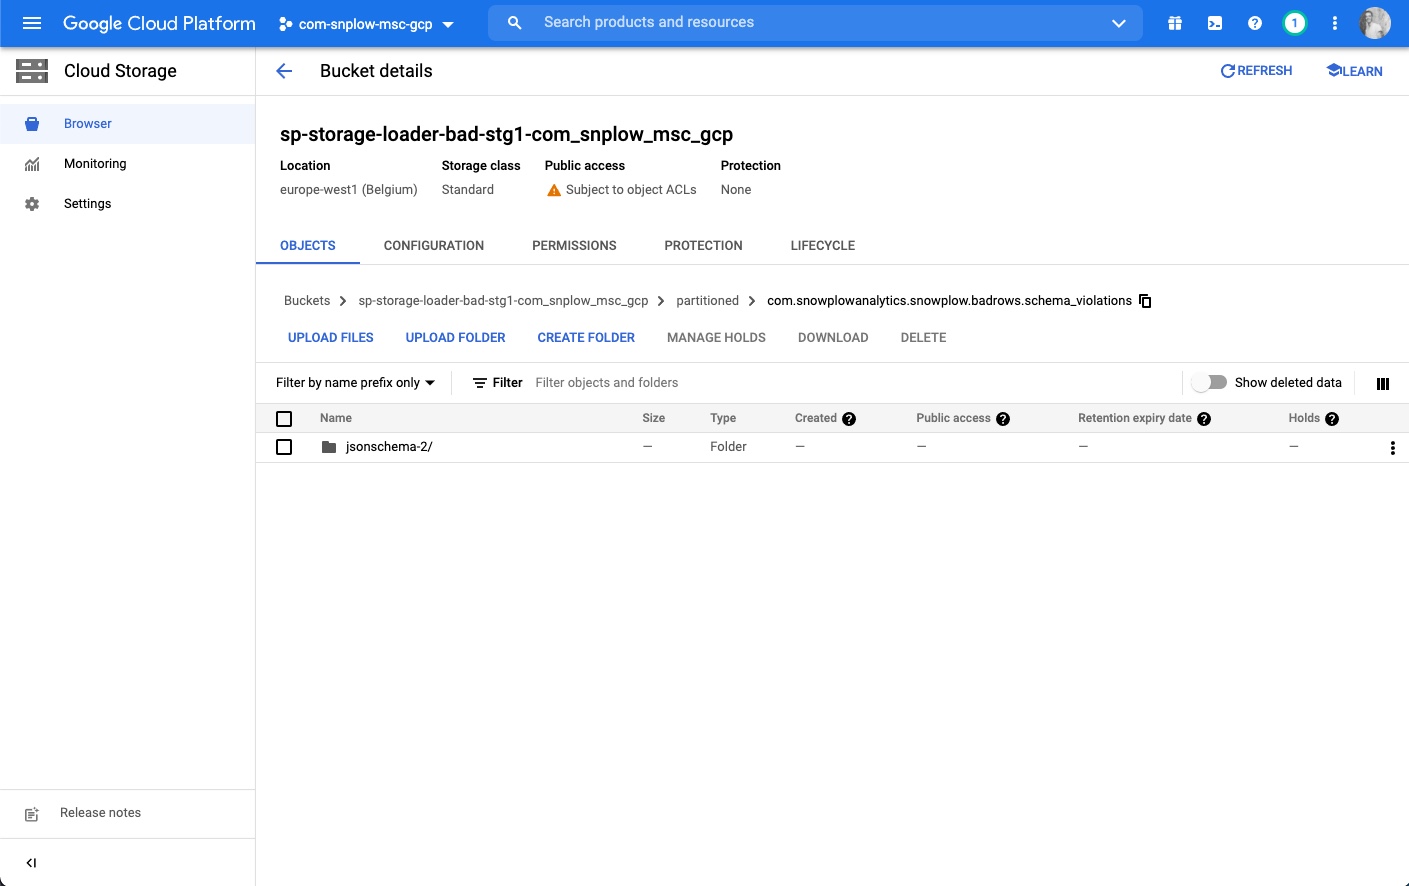 Google Cloud Platform
com-snplow-msc-gcp
Search products and resources
1
Cloud Storage
Bucket details
REFRESH
LEARN
Browser
Monitoring
Settings
sp-storage-loader-bad-stg1-com_snplow_msc_gcp
Location Storage class Public access Protection
europe-west1 (Belgium) Standard Subject to object ACLs None
OBJECTS CONFIGURATION PERMISSIONS PROTECTION LIFECYCLE
Buckets > sp-storage-loader-bad-stg1-com_snplow_msc_gcp > partitioned > com.snowplowanalytics.snowplow.badrows.schema_violations
UPLOAD FILES UPLOAD FOLDER CREATE FOLDER MANAGE HOLDS DOWNLOAD DELETE
Filter by name prefix only Filter Filter objects and folders Show deleted data
Name Size Type Created ? Public access ? Retention expiry date ? Holds ?
jsonschema-2/ — Folder — — — —
Release notes